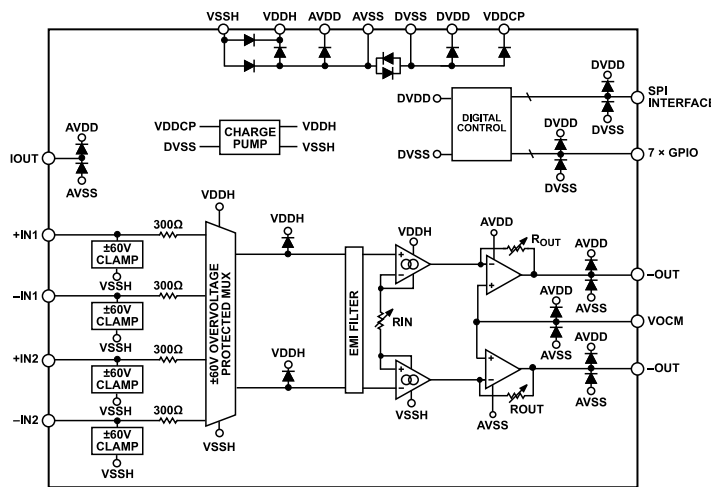 VSSH VDDH AVDD AVSS DVSS DVDD VDDCP
DVDD
SPI
INTERFACE
DVSS
DVDD
DIGITAL
CONTROL
DVSS
DVDD
7 × GPIO
DVSS
VDDCP
DVSS
CHARGE
PUMP
VDDH
VSSH
AVDD
IOUT
AVSS
+IN1
300Ω
±60V
CLAMP
VSSH
–IN1
300Ω
±60V
CLAMP
VSSH
+IN2
300Ω
±60V
CLAMP
VSSH
–IN2
300Ω
±60V
CLAMP
VSSH
VDDH
±60V OVERVOLTAGE
PROTECTED MUX
VSSH
VDDH
VDDH
EMI FILTER
VDDH
+
–
RIN
+
–
VSSH
AVDD
ROUT
–
+
+
–
ROUT
AVSS
AVDD
–OUT
AVSS
AVDD
VOCM
AVSS
AVDD
–OUT
AVSS